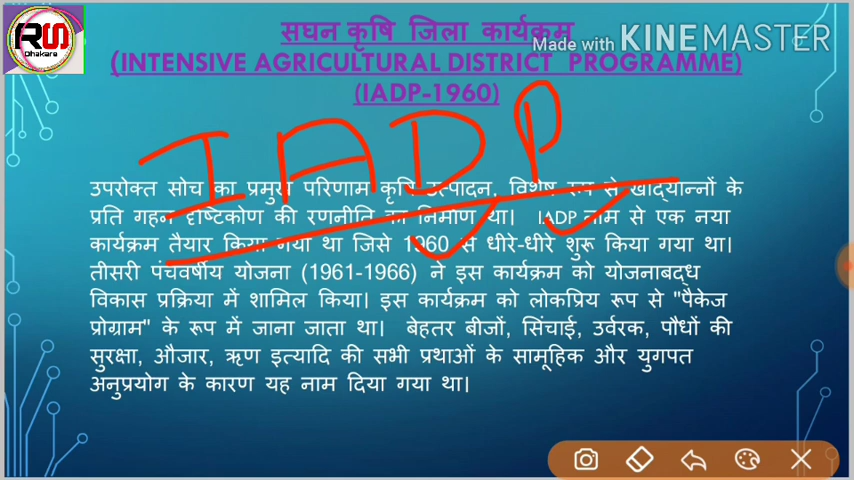 RS
Dhakare
सघन कृषि जिला कार्यक्रम
Made with KINEMASTER
(INTENSIVE AGRICULTURAL DISTRICT PROGRAMME)
(IADP-1960)
IADP
उपरोक्त सोच का प्रमुख परिणाम कृषि उत्पादन, विशेष रूप से खाद्यान्नों के
प्रति गहन दृष्टिकोण की रणनीति का निर्माण था। IADP नाम से एक नया
कार्यक्रम तैयार किया गया था जिसे 1960 से धीरे-धीरे शुरू किया गया था।
तीसरी पंचवर्षीय योजना (1961-1966) ने इस कार्यक्रम को योजनाबद्ध
विकास प्रक्रिया में शामिल किया। इस कार्यक्रम को लोकप्रिय रूप से "पैकेज
प्रोग्राम" के रूप में जाना जाता था। बेहतर बीजों, सिंचाई, उर्वरक, पौधों की
सुरक्षा, औजार, ऋण इत्यादि की सभी प्रथाओं के सामूहिक और युगपत
अनुप्रयोग के कारण यह नाम दिया गया था।